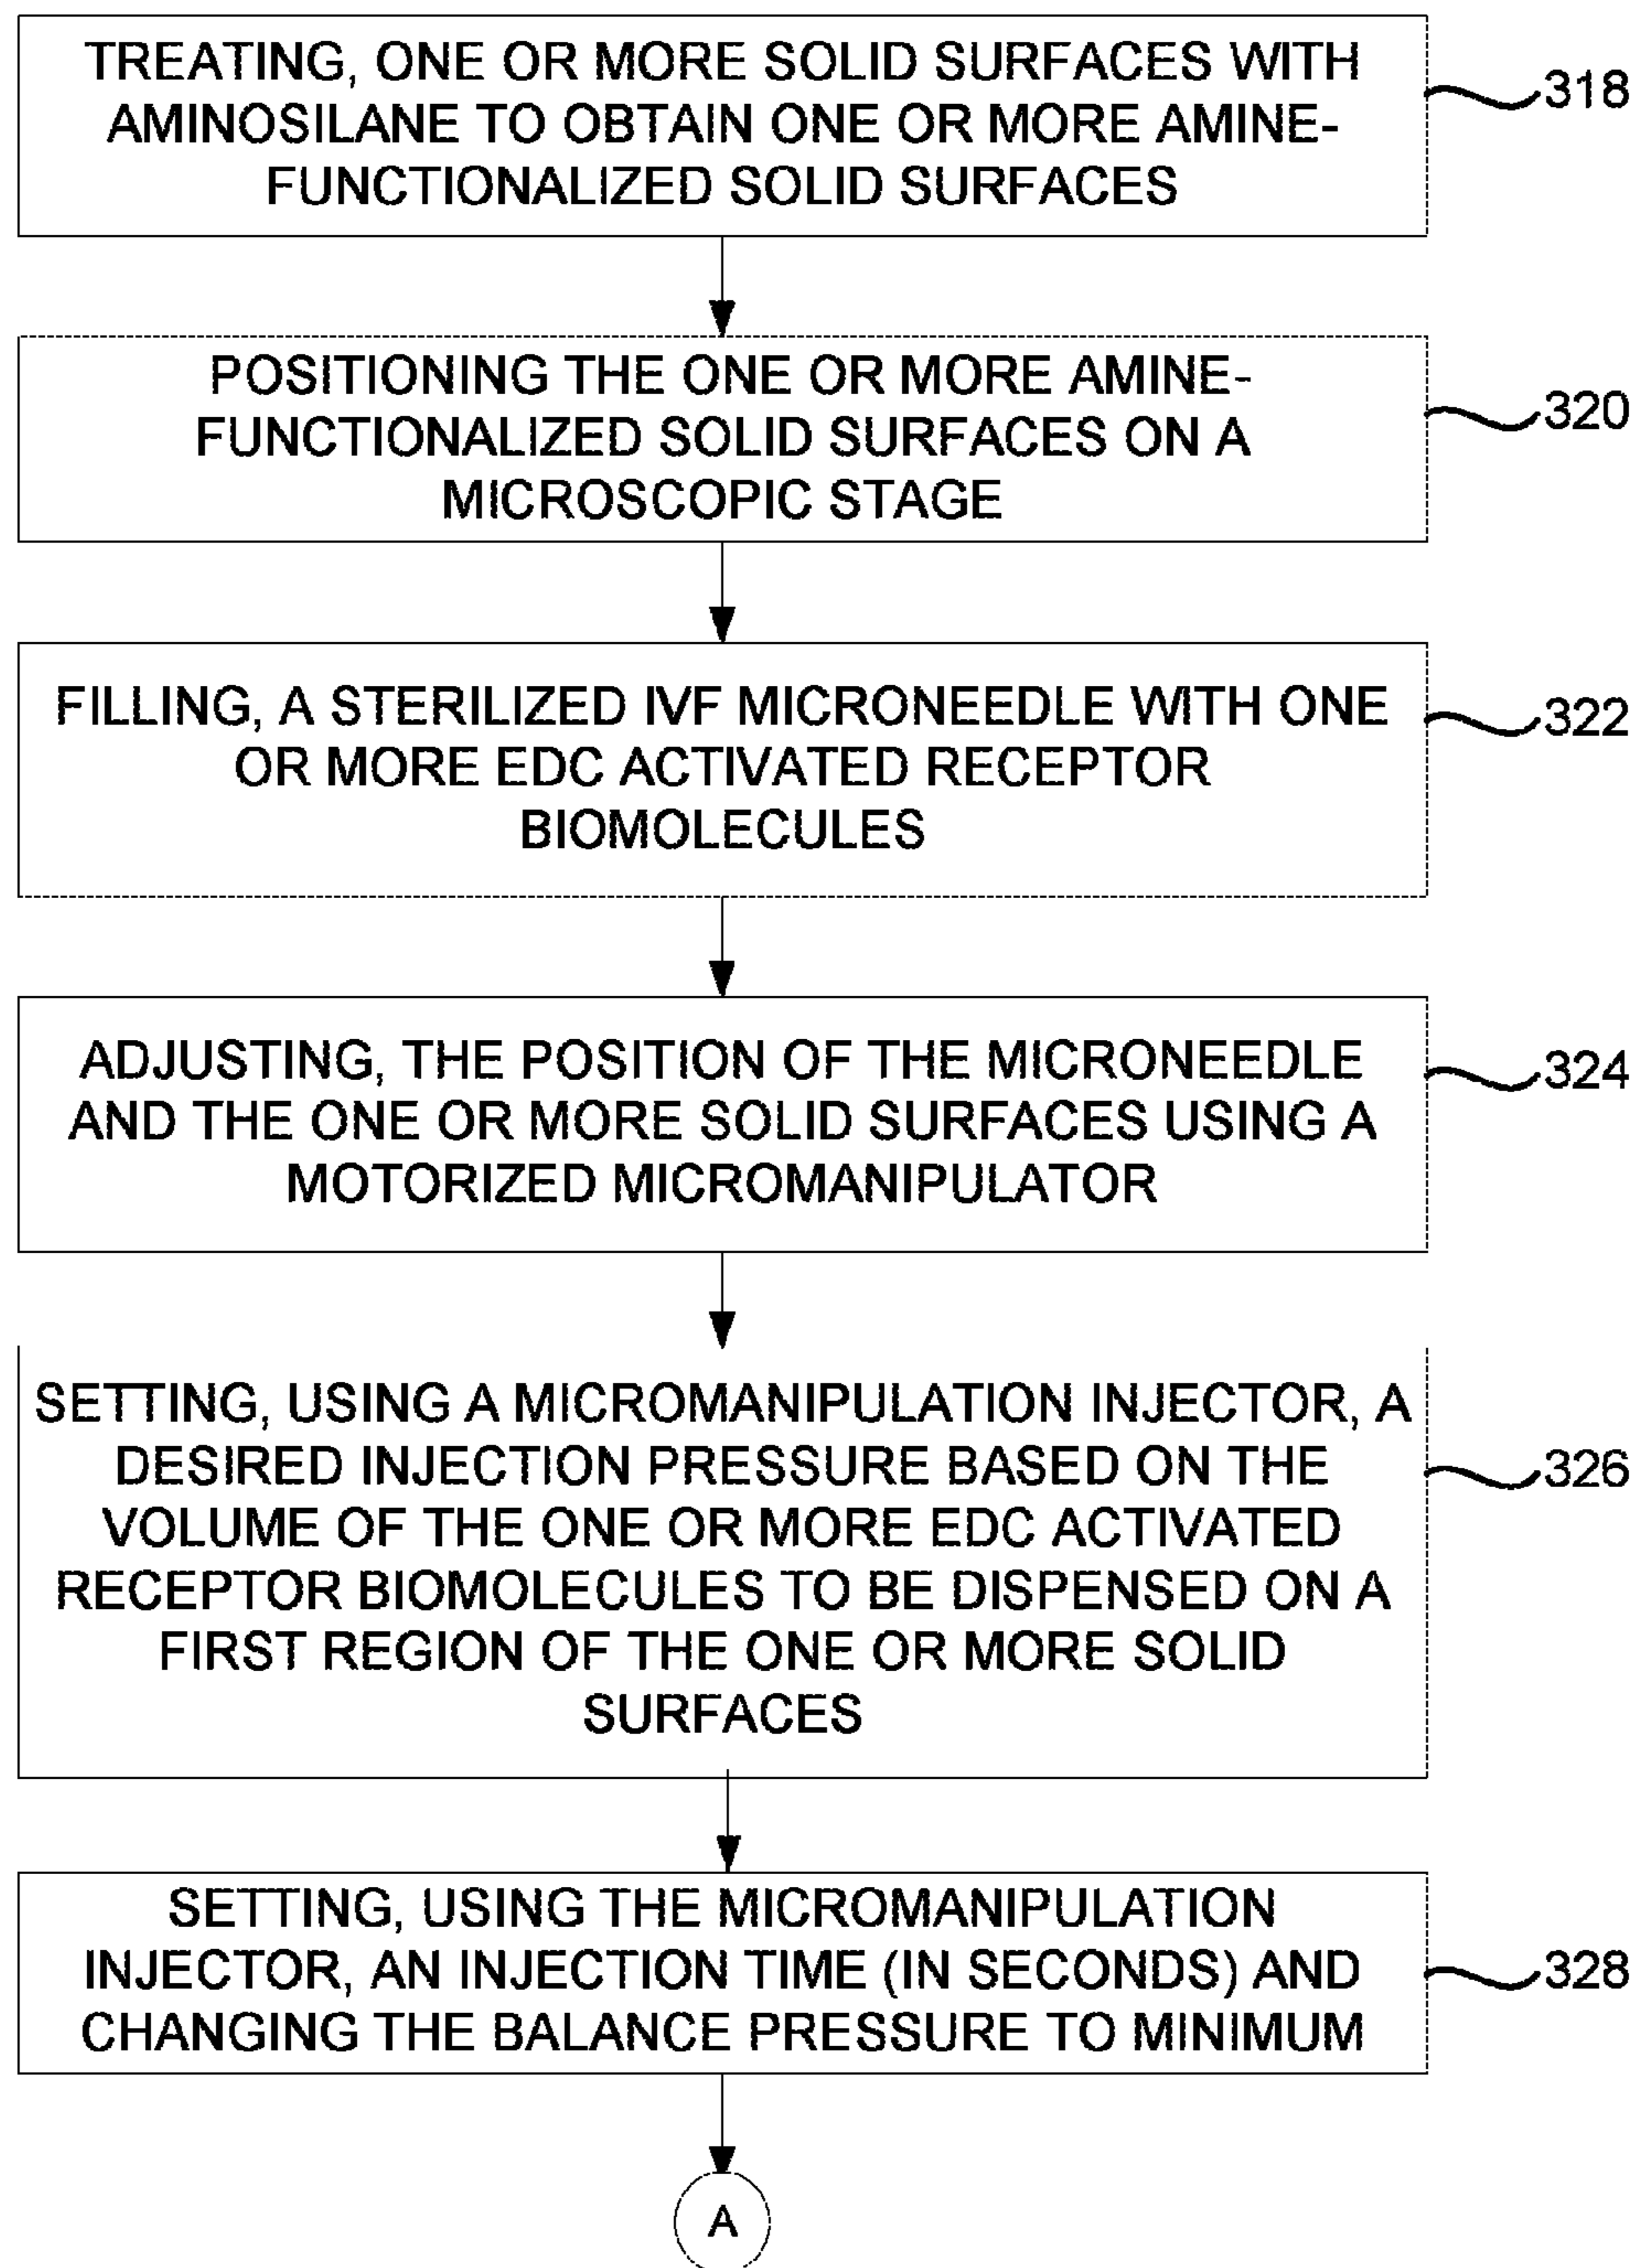 TREATING, ONE OR MORE SOLID SURFACES WITH
AMINOSILANE TO OBTAIN ONE OR MORE AMINE-
FUNCTIONALIZED SOLID SURFACES
318
POSITIONING THE ONE OR MORE AMINE-
FUNCTIONALIZED SOLID SURFACES ON A
MICROSCOPIC STAGE
320
FILLING, A STERILIZED IVF MICRONEEDLE WITH ONE
OR MORE EDC ACTIVATED RECEPTOR
BIOMOLECULES
322
ADJUSTING, THE POSITION OF THE MICRONEEDLE
AND THE ONE OR MORE SOLID SURFACES USING A
MOTORIZED MICROMANIPULATOR
324
SETTING, USING A MICROMANIPULATION INJECTOR, A
DESIRED INJECTION PRESSURE BASED ON THE
VOLUME OF THE ONE OR MORE EDC ACTIVATED
RECEPTOR BIOMOLECULES TO BE DISPENSED ON A
FIRST REGION OF THE ONE OR MORE SOLID
SURFACES
326
SETTING, USING THE MICROMANIPULATION
INJECTOR, AN INJECTION TIME (IN SECONDS) AND
CHANGING THE BALANCE PRESSURE TO MINIMUM
328
A